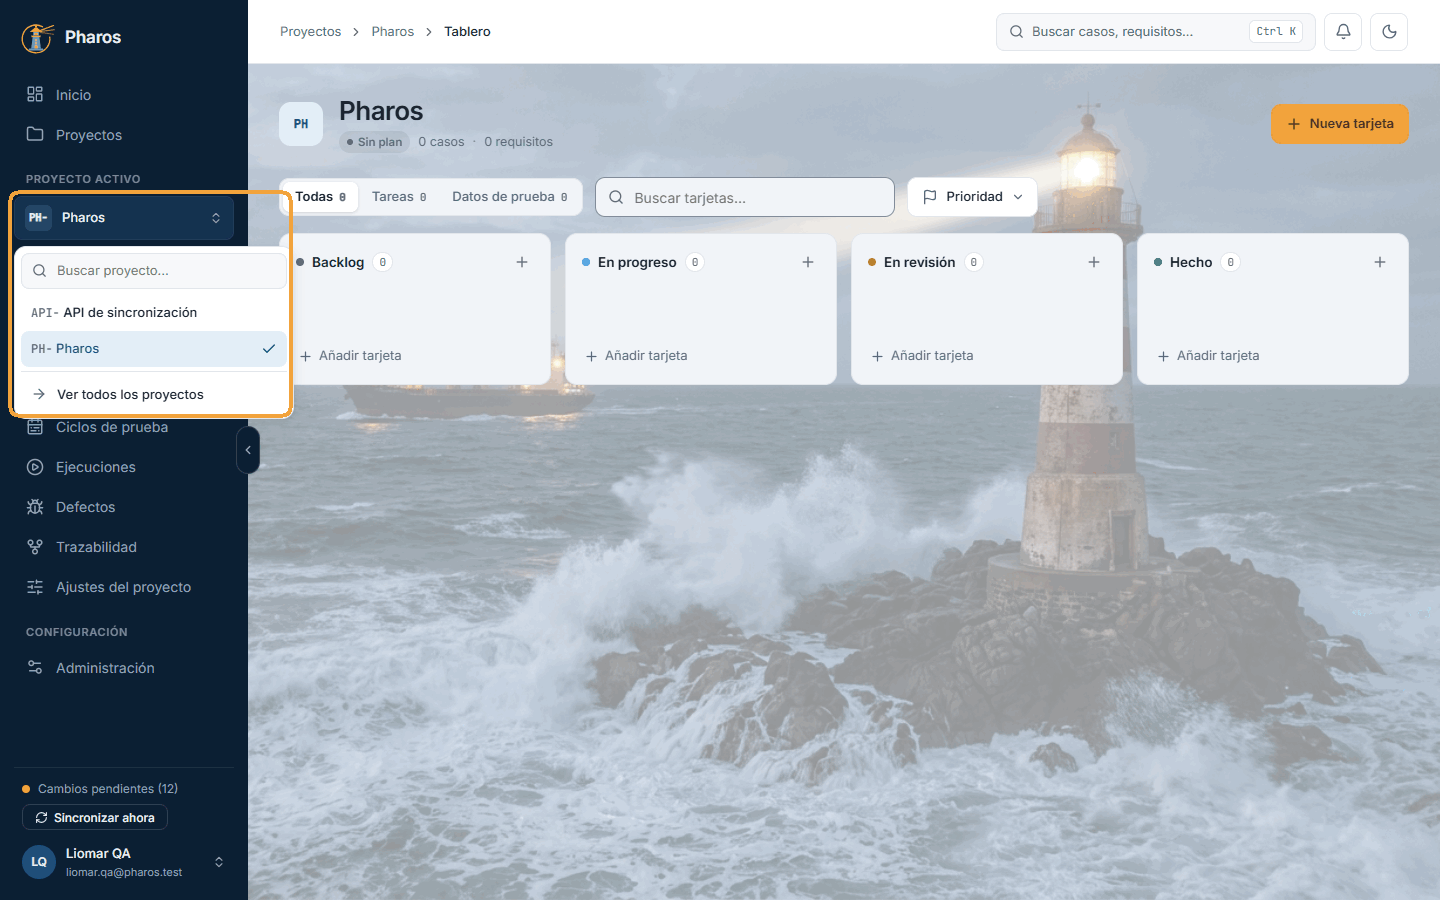 Pharos
Inicio
Proyectos
PROYECTO ACTIVO
PH- Pharos
Buscar proyecto...
API- API de sincronización
PH- Pharos
Ver todos los proyectos
Ciclos de prueba
Ejecuciones
Defectos
Trazabilidad
Ajustes del proyecto
CONFIGURACIÓN
Administración
Cambios pendientes (12)
Sincronizar ahora
LQ
Liomar QA
liomar.qa@pharos.test
Proyectos > Pharos > Tablero
Buscar casos, requisitos... Ctrl K
PH
Pharos
Sin plan 0 casos · 0 requisitos
Nueva tarjeta
Todas 0 Tareas 0 Datos de prueba 0
Buscar tarjetas...
Prioridad
Backlog 0
Añadir tarjeta
En progreso 0
Añadir tarjeta
En revisión 0
Añadir tarjeta
Hecho 0
Añadir tarjeta